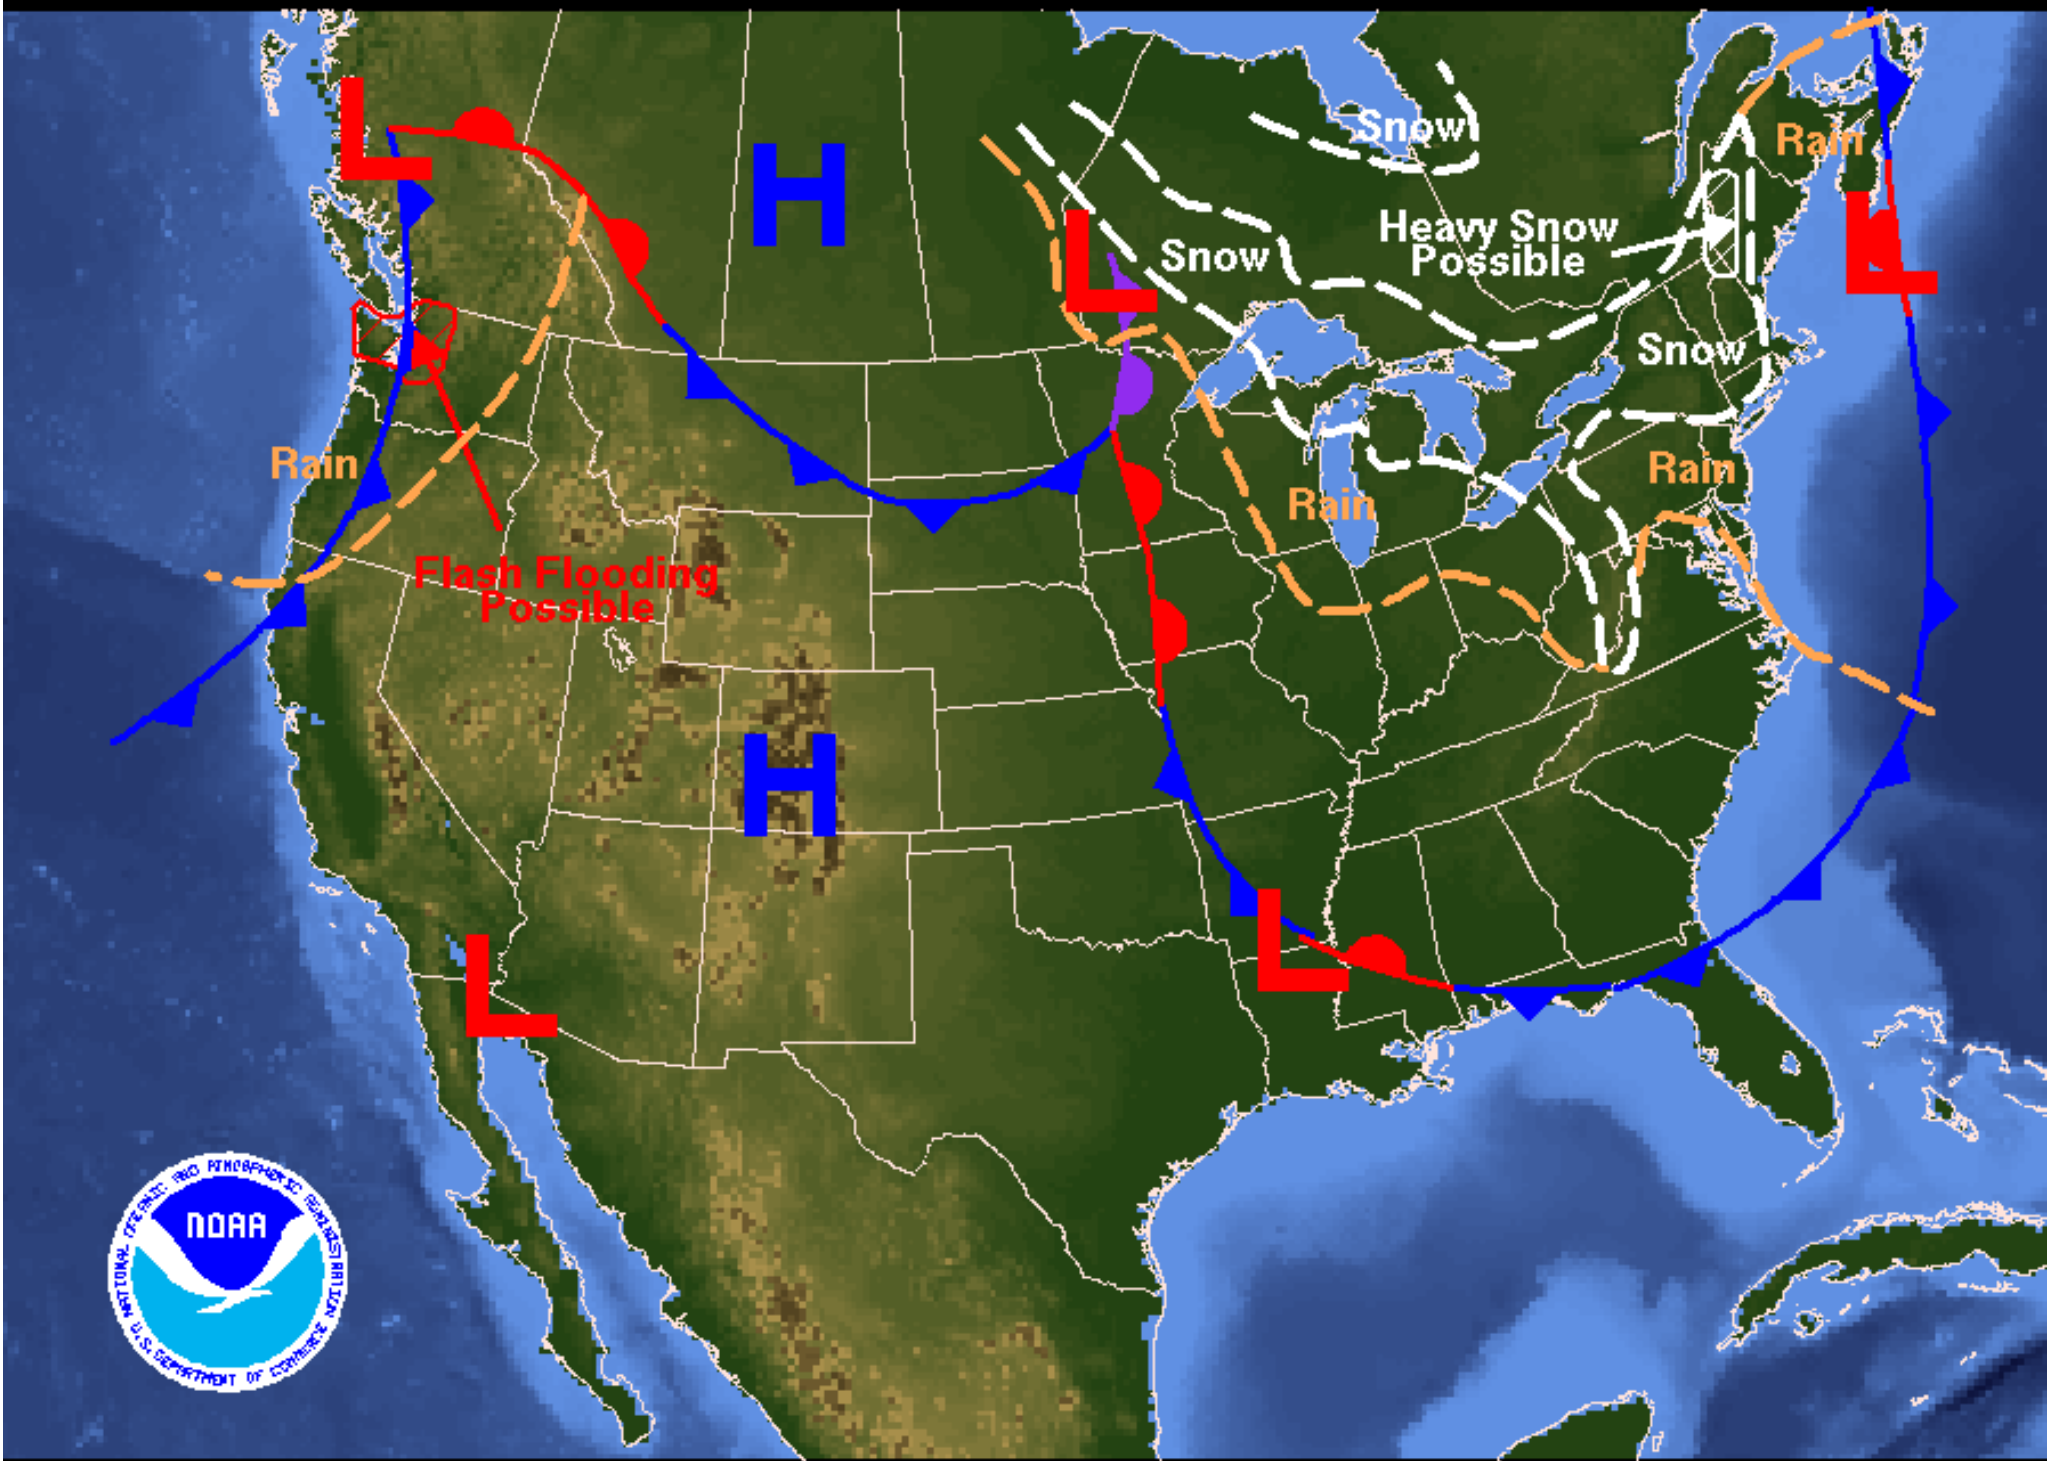 L
H
Snow
Rain
Heavy Snow
Possible
L
Snow
L
Snow
Rain
Rain
Rain
Flash Flooding
Possible
H
L
L
NATIONAL OCEANIC AND ATMOSPHERIC ADMINISTRATION
NOAA
U.S. DEPARTMENT OF COMMERCE